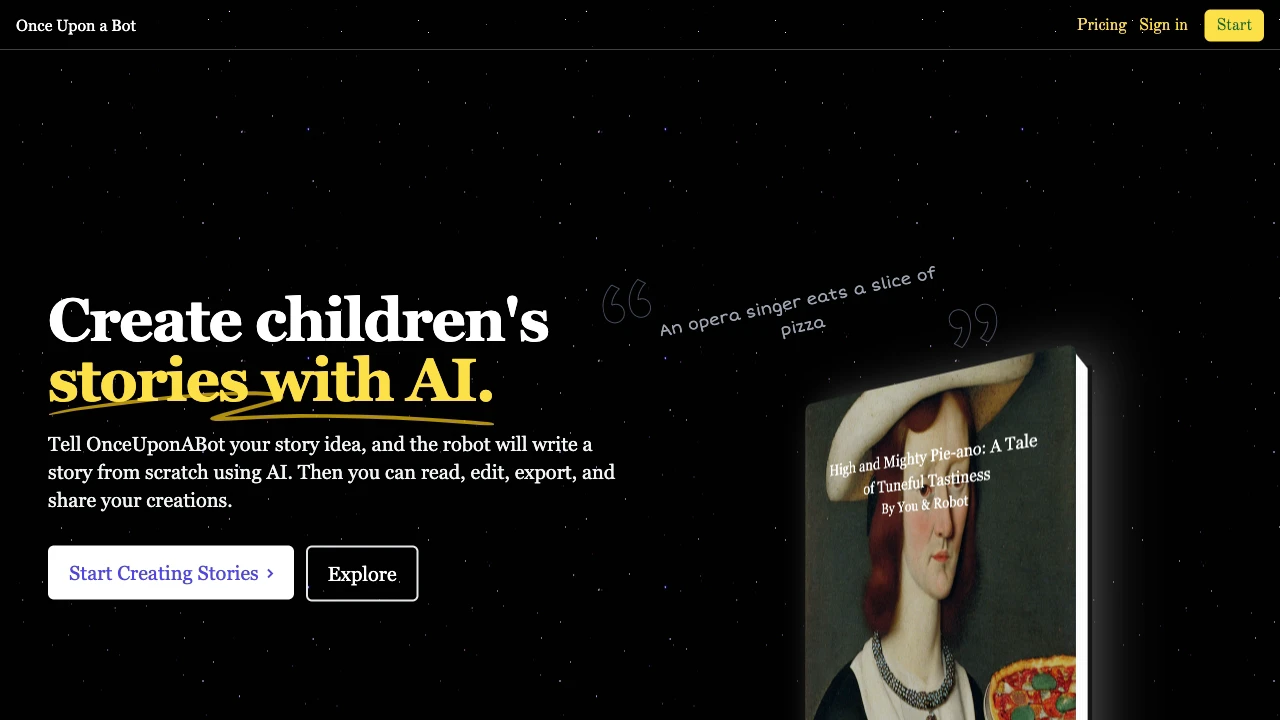 Once Upon a Bot
Pricing
Sign in
Start
Create children's
stories with AI.
Tell OnceUponABot your story idea, and the robot will write a
story from scratch using AI. Then you can read, edit, export, and
share your creations.
Start Creating Stories ›
Explore
“ An opera singer eats a slice of
pizza ”
High and Mighty Pie-ano: A Tale
of Tuneful Tastiness
By You & Robot